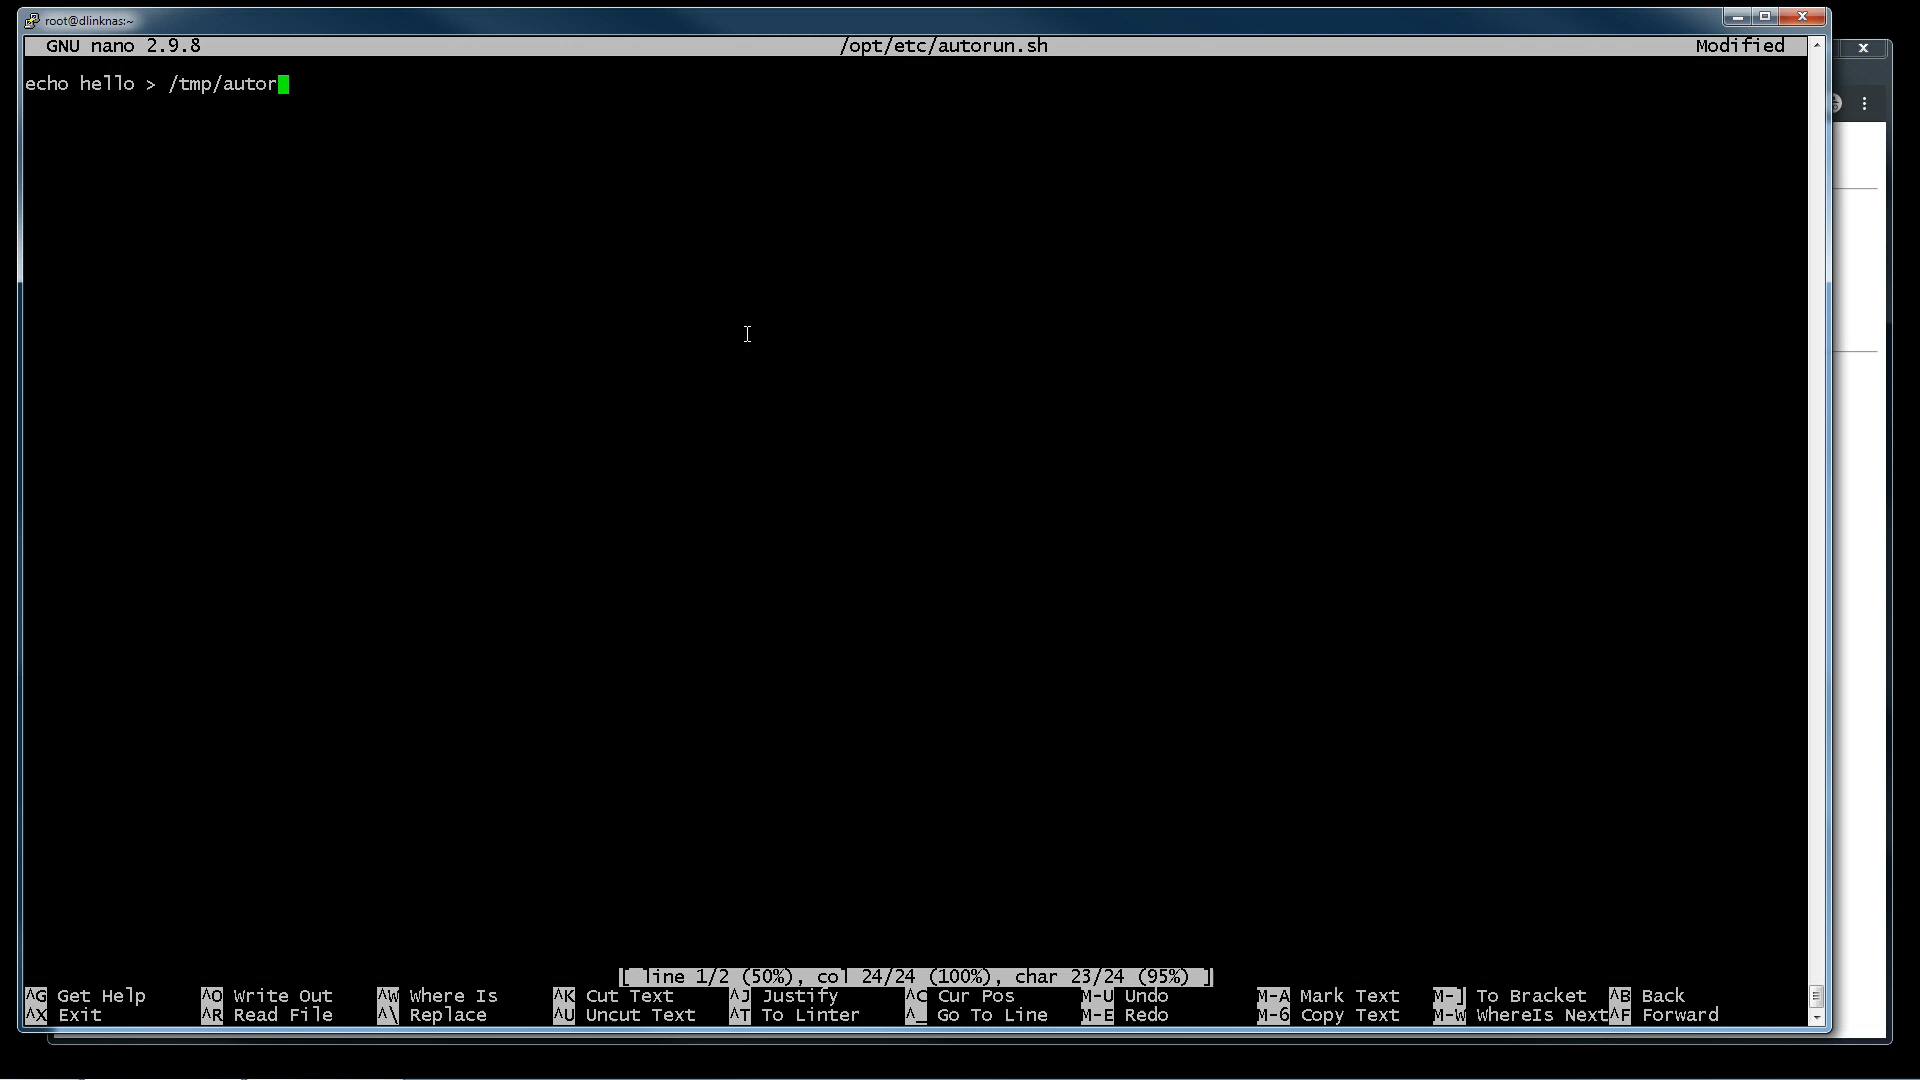 root@dlinknas:~
GNU nano 2.9.8 /opt/etc/autorun.sh Modified
echo hello > /tmp/autor
[ line 1/2 (50%), col 24/24 (100%), char 23/24 (95%) ]
^G Get Help ^O Write Out ^W Where Is ^K Cut Text ^J Justify ^C Cur Pos M-U Undo M-A Mark Text M-] To Bracket ^B Back
^X Exit ^R Read File ^\ Replace ^U Uncut Text ^T To Linter ^_ Go To Line M-E Redo M-6 Copy Text M-W WhereIs Next ^F Forward